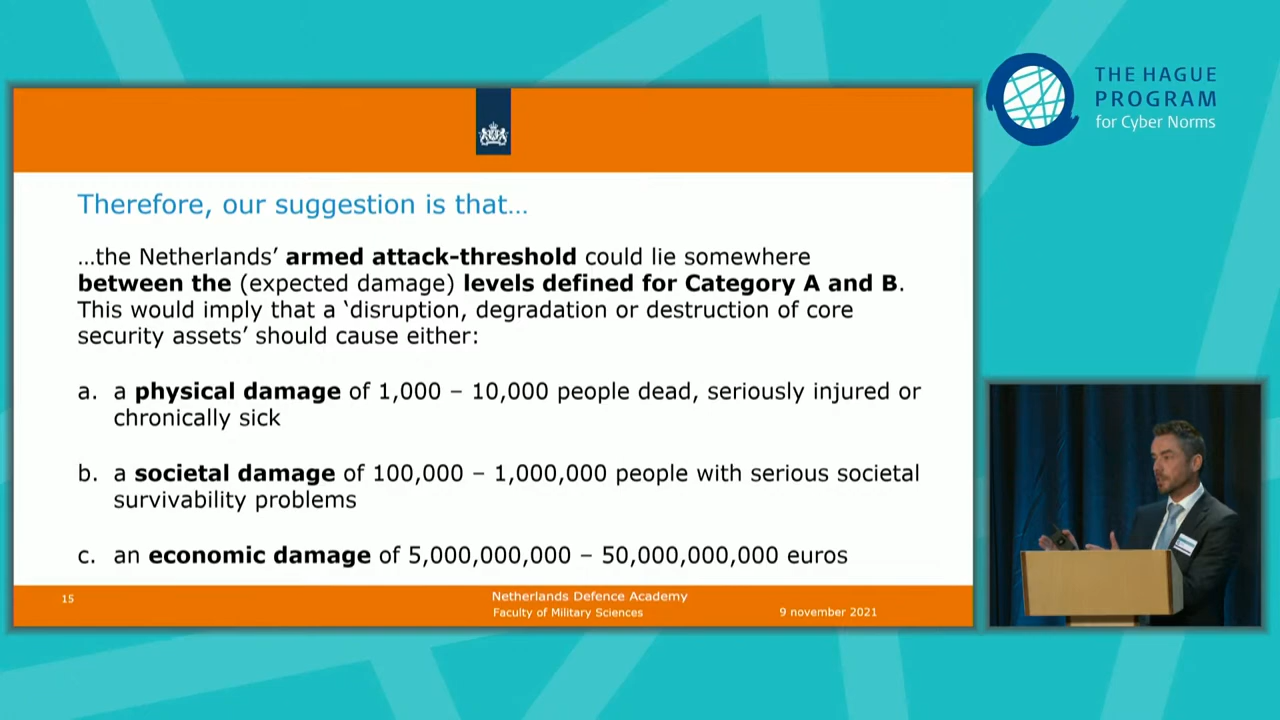 THE HAGUE
PROGRAM
for Cyber Norms
Therefore, our suggestion is that...
...the Netherlands' armed attack-threshold could lie somewhere
between the (expected damage) levels defined for Category A and B.
This would imply that a 'disruption, degradation or destruction of core
security assets' should cause either:
a. a physical damage of 1,000 – 10,000 people dead, seriously injured or
chronically sick
b. a societal damage of 100,000 – 1,000,000 people with serious societal
survivability problems
c. an economic damage of 5,000,000,000 – 50,000,000,000 euros
15
Netherlands Defence Academy
Faculty of Military Sciences
9 november 2021